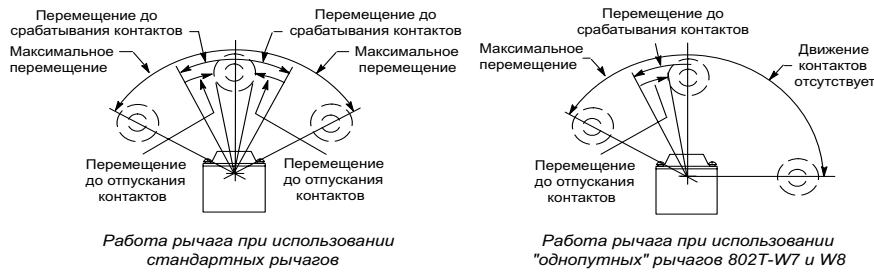 Перемещение до
срабатывания контактов
Перемещение до
срабатывания контактов
Максимальное
перемещение
Максимальное
перемещение
Перемещение
до отпускания
контактов
Перемещение
до отпускания
контактов
Работа рычага при использовании
стандартных рычагов
Перемещение до
срабатывания контактов
Максимальное
перемещение
Движение
контактов
отсутствует
Перемещение
до отпускания
контактов
Работа рычага при использовании
"однопутных" рычагов 802T-W7 и W8